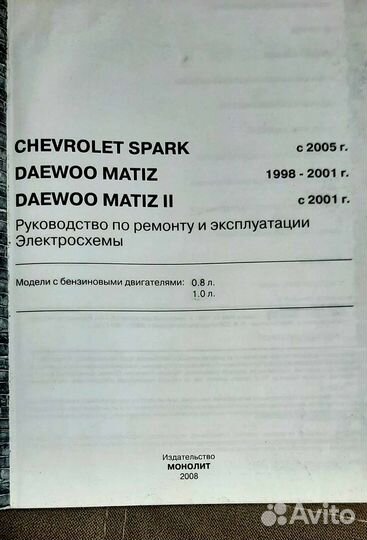 CHEVROLET SPARK с 2005 г.
DAEWOO MATIZ 1998 - 2001 г.
DAEWOO MATIZ II с 2001 г.
Руководство по ремонту и эксплуатации
Электросхемы
Модели с бензиновыми двигателями: 0.8 л.
1.0 л.
Издательство
МОНОЛИТ
2008
Avito